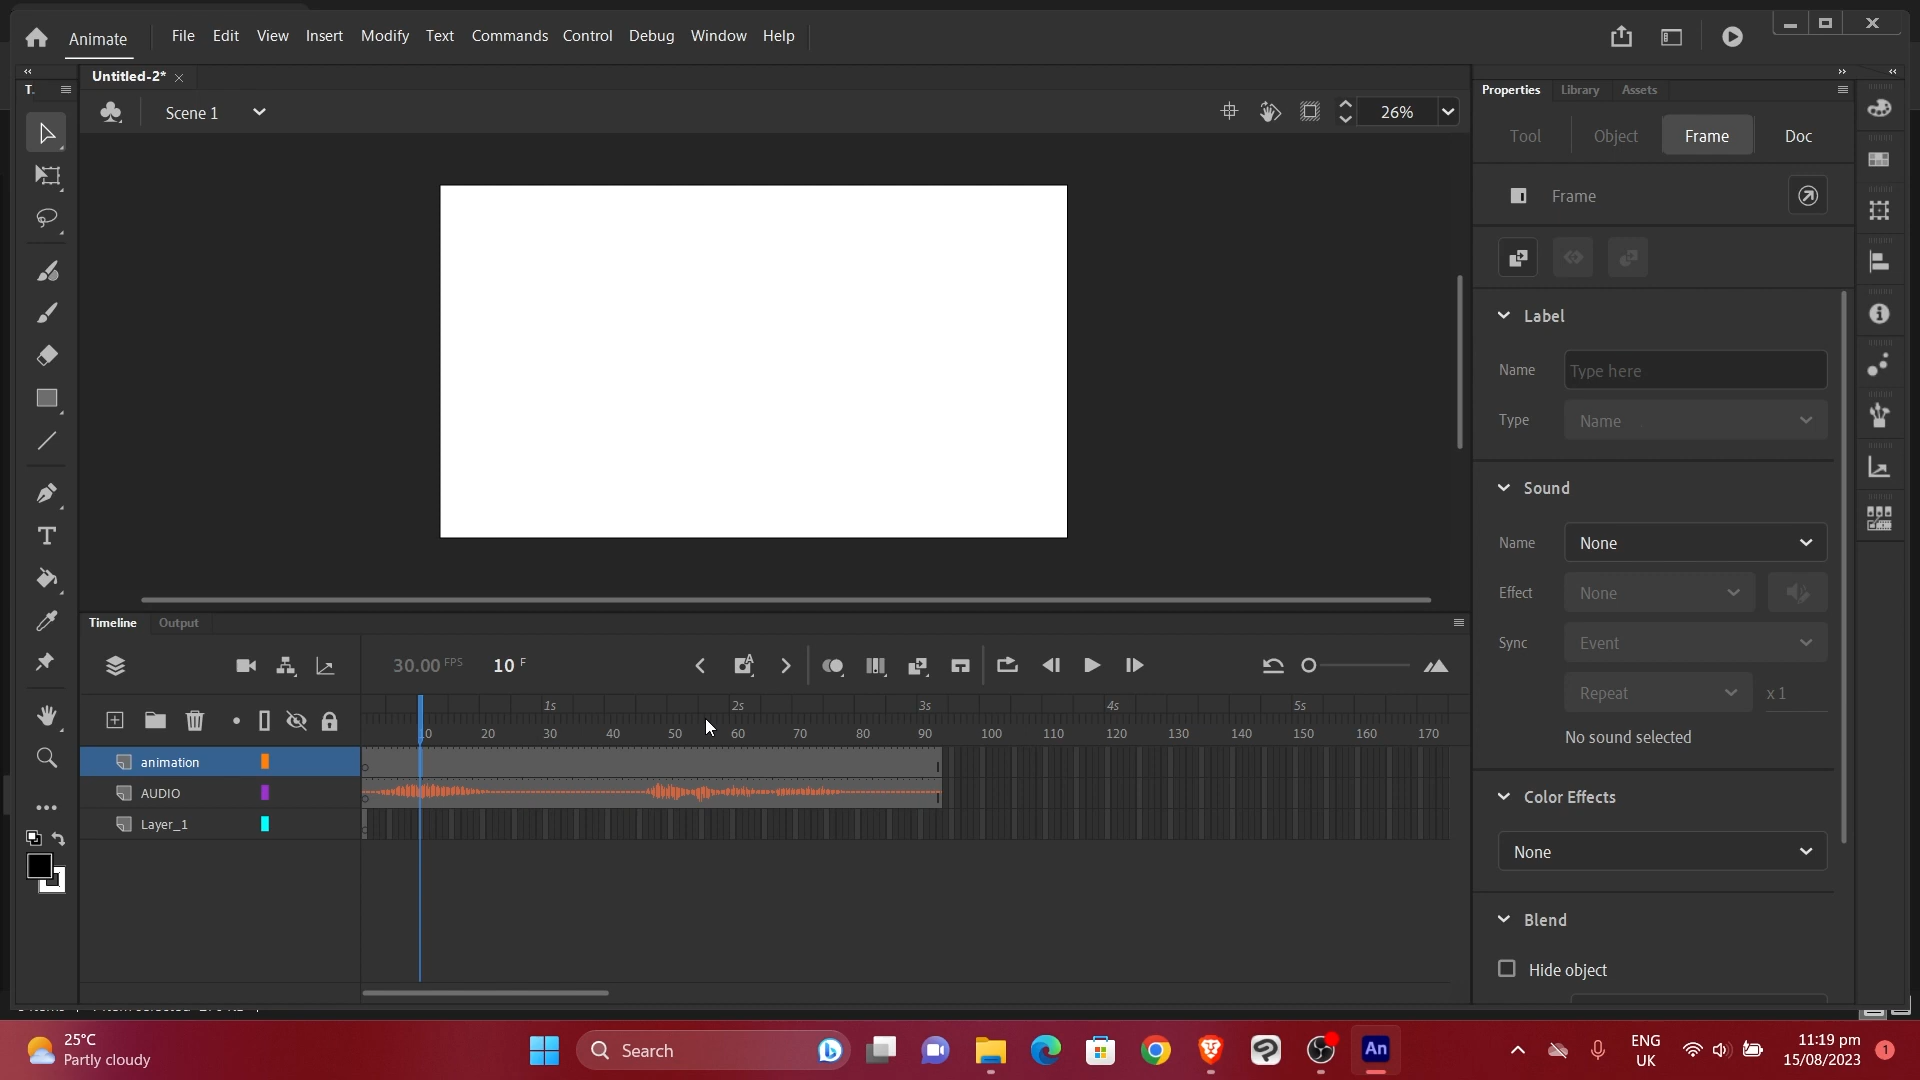 Animate File Edit View Insert Modify Text Commands Control Debug Window Help
Untitled-2*
T. Properties Library Assets
Scene 1 26%
Tool Object Frame Doc
Frame
Label
Name Type here
Type Name
Sound
Name None
Effect None
Sync Event
Repeat x 1
No sound selected
Color Effects
None
Blend
Hide object
Timeline Output
30.00 FPS 10 F
1s 2s 3s 4s 5s
10 20 30 40 50 60 70 80 90 100 110 120 130 140 150 160 170
animation
AUDIO
Layer_1
25°C
Partly cloudy
Search
An
ENG
UK
11:19 pm
15/08/2023
1